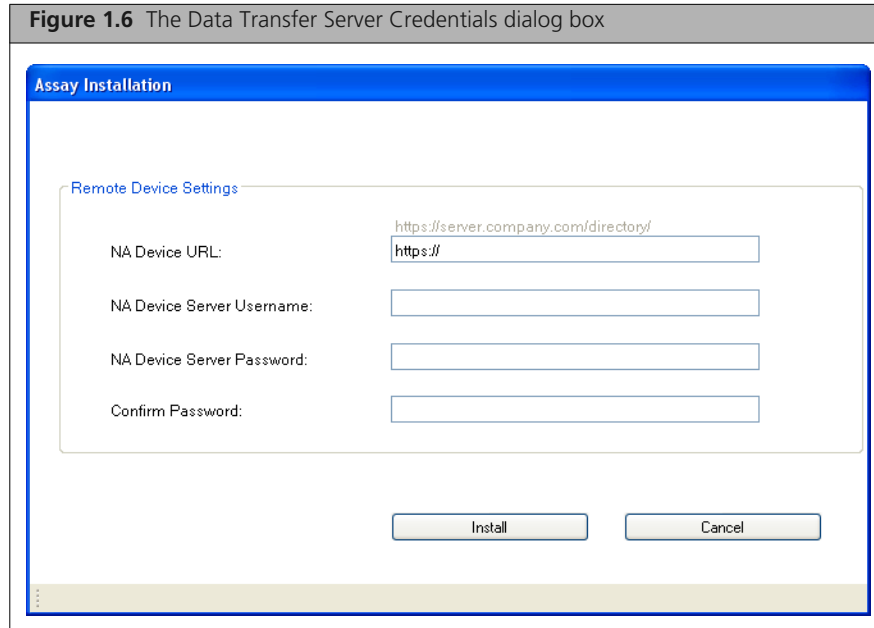 Figure 1.6 The Data Transfer Server Credentials dialog box
Assay Installation
Remote Device Settings
https://server.company.com/directory/
NA Device URL:
https://
NA Device Server Username:
NA Device Server Password:
Confirm Password:
Install
Cancel